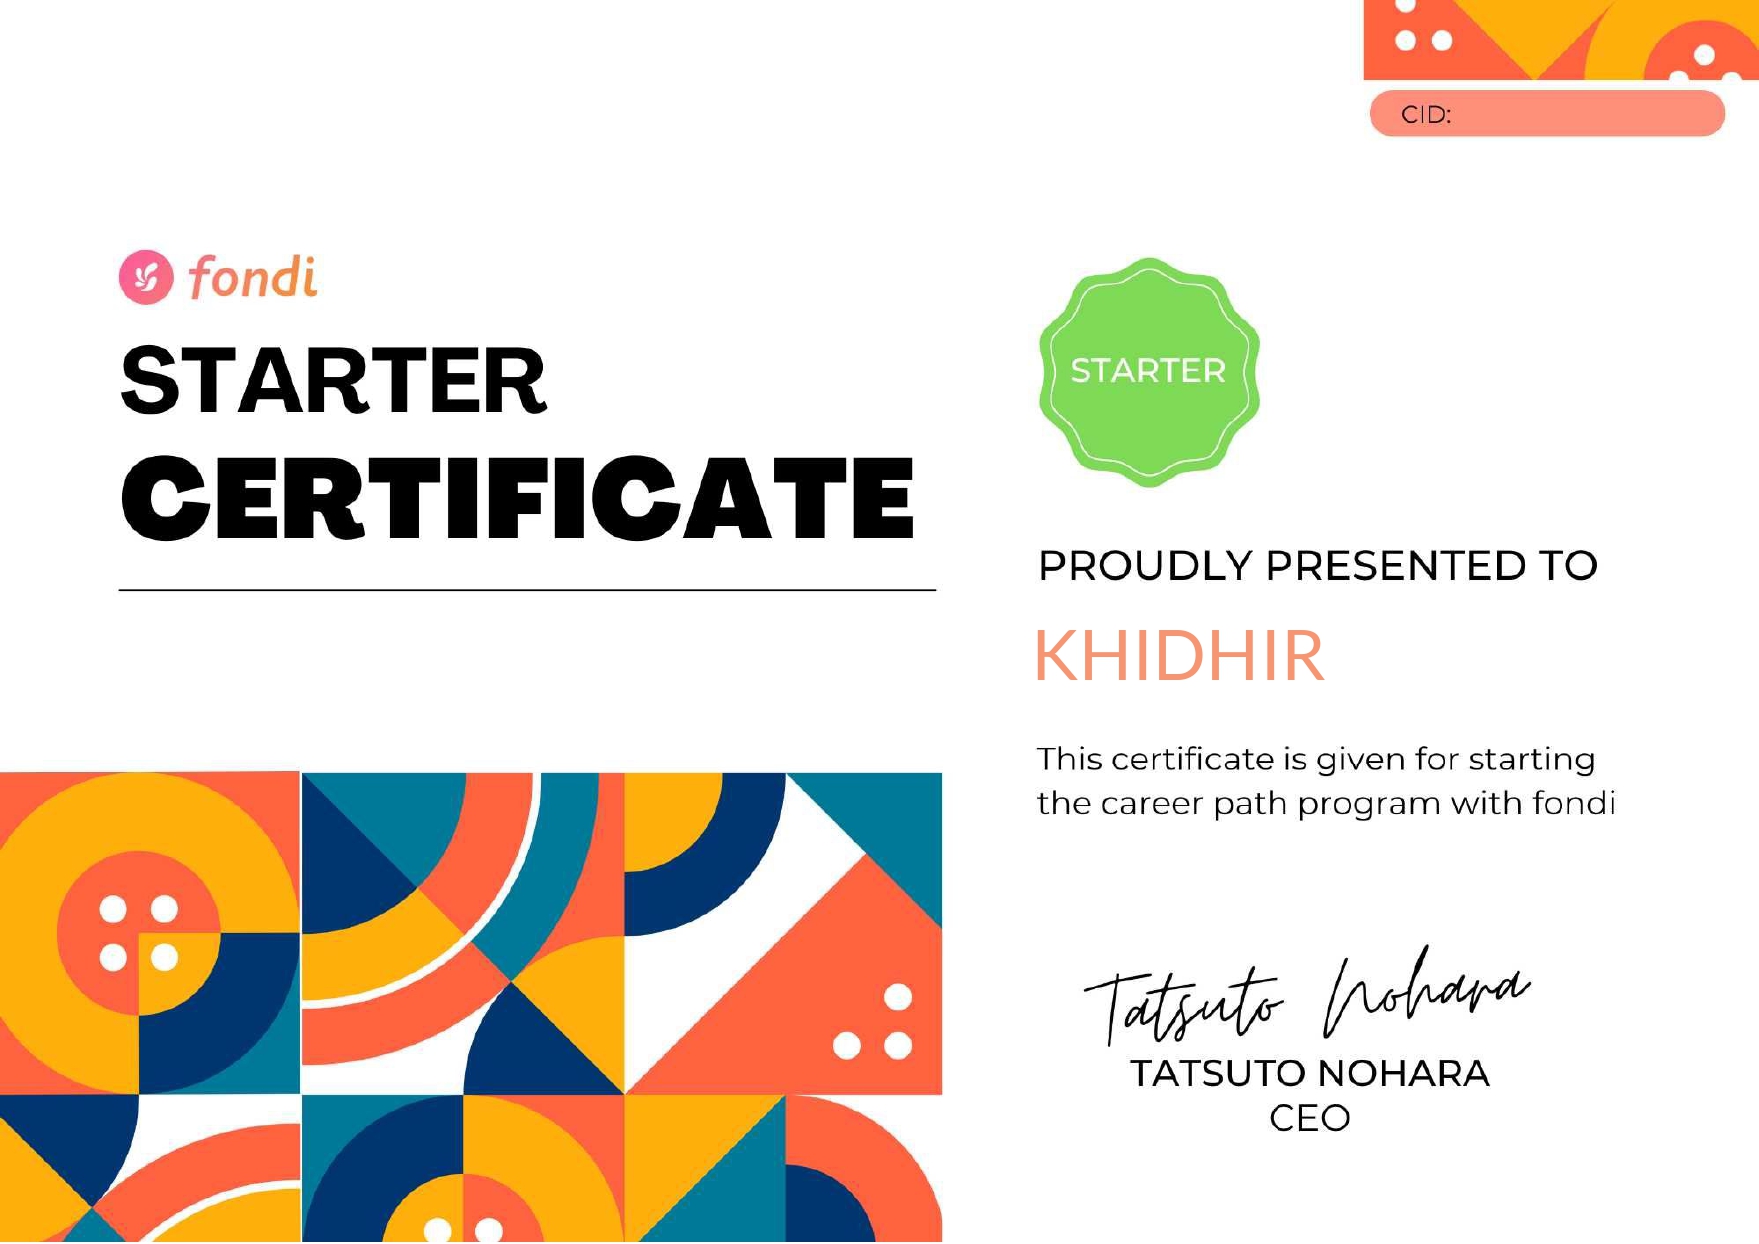 CID:
fondi
STARTER
CERTIFICATE
STARTER
PROUDLY PRESENTED TO
KHIDHIR
This certificate is given for starting
the career path program with fondi
Tatsuto Nohara
TATSUTO NOHARA
CEO